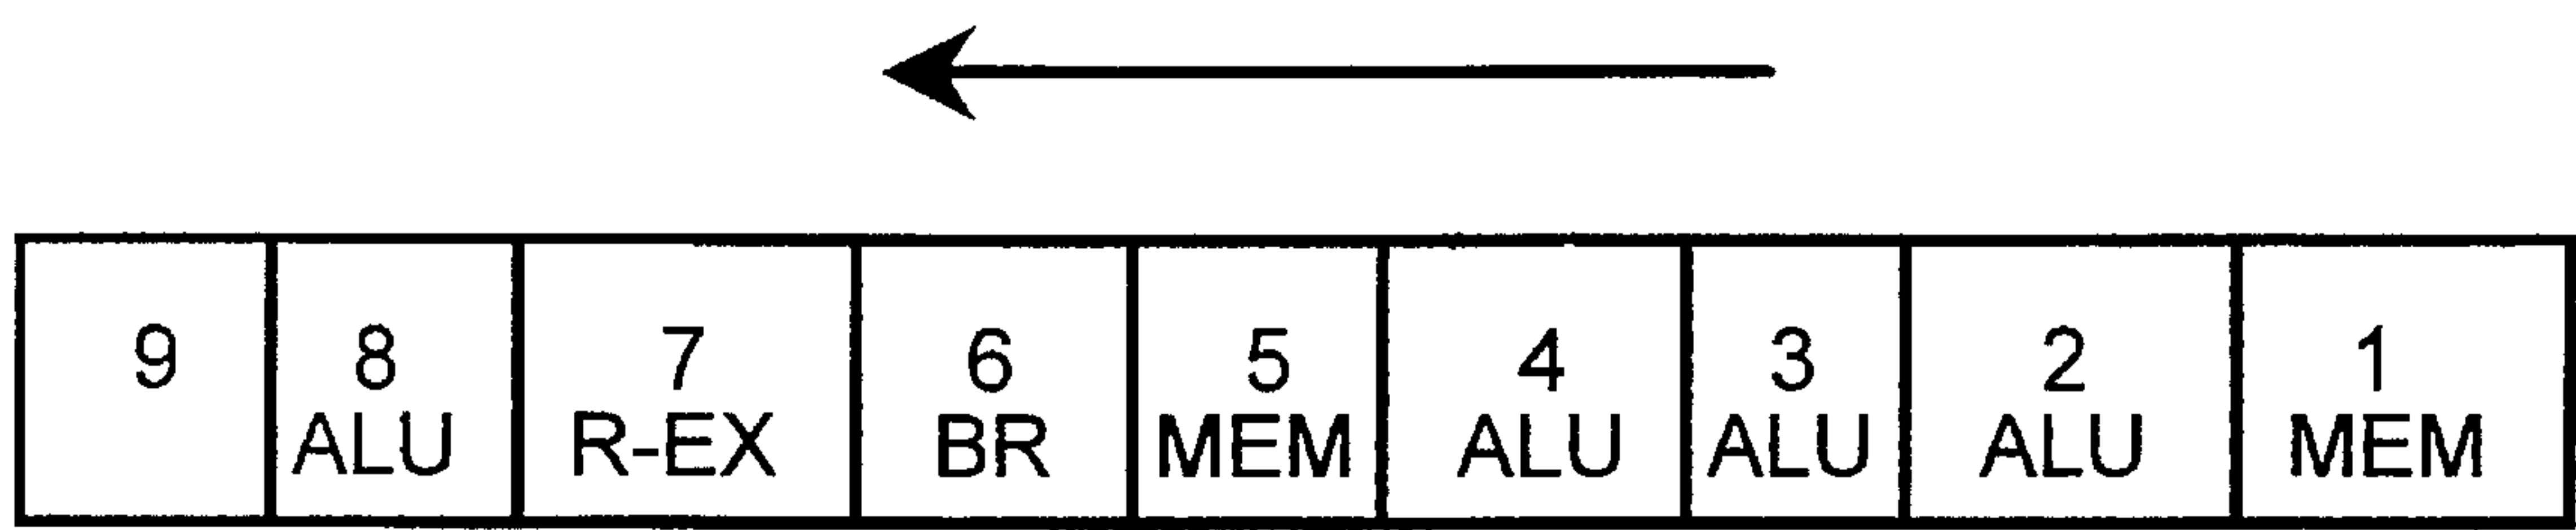 9 8 7 6 5 4 3 2 1
ALU R-EX BR MEM ALU ALU ALU MEM